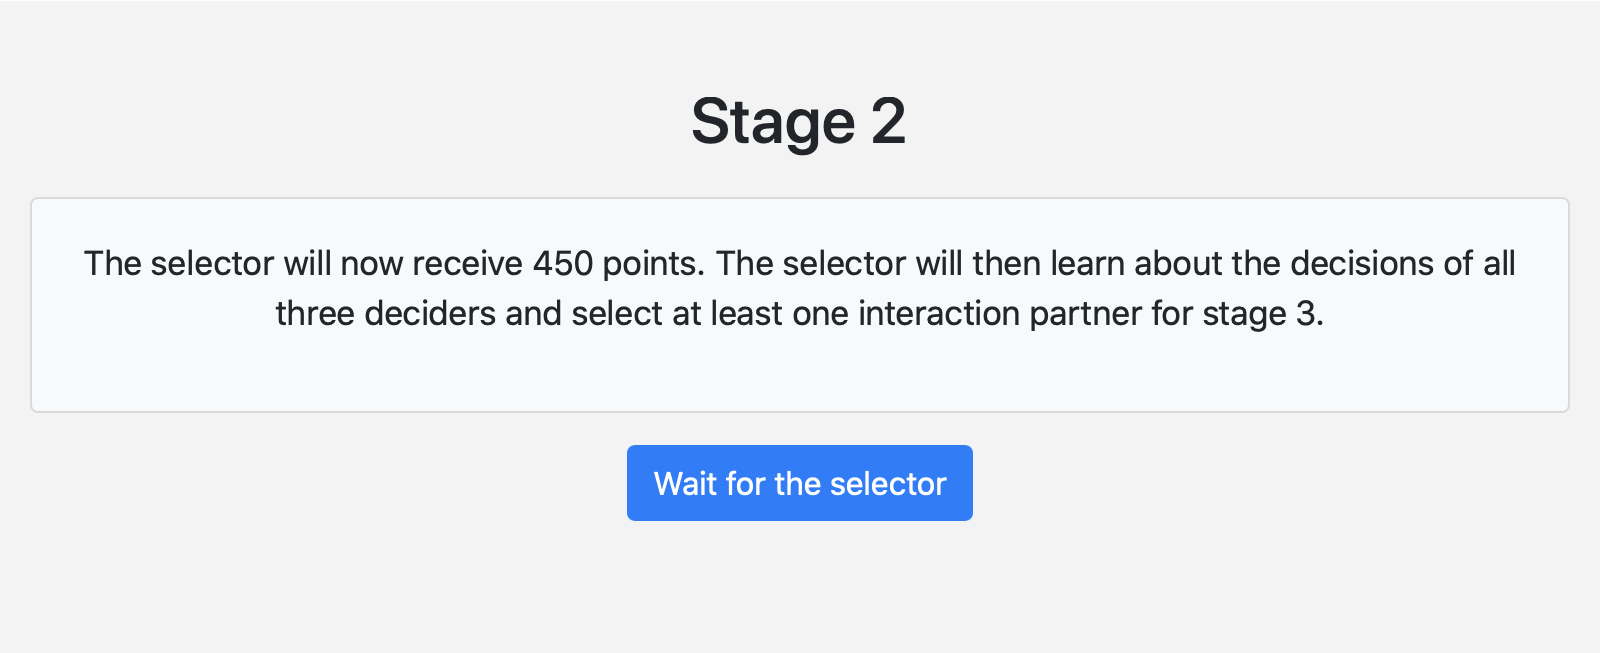 Stage 2
The selector will now receive 450 points. The selector will then learn about the decisions of all
three deciders and select at least one interaction partner for stage 3.
Wait for the selector